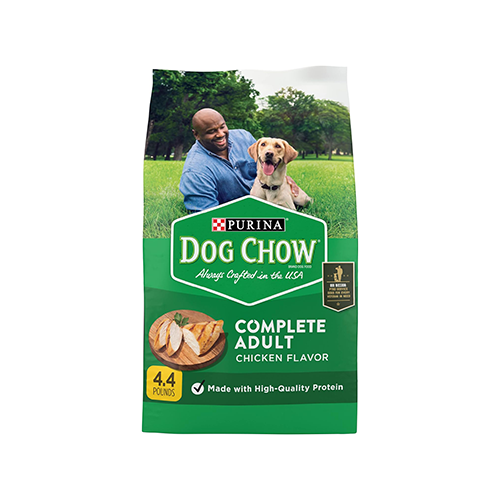 PURINA
DOG CHOW
Always Crafted in the USA
COMPLETE
ADULT
CHICKEN FLAVOR
4.4
POUNDS
Made with High-Quality Protein